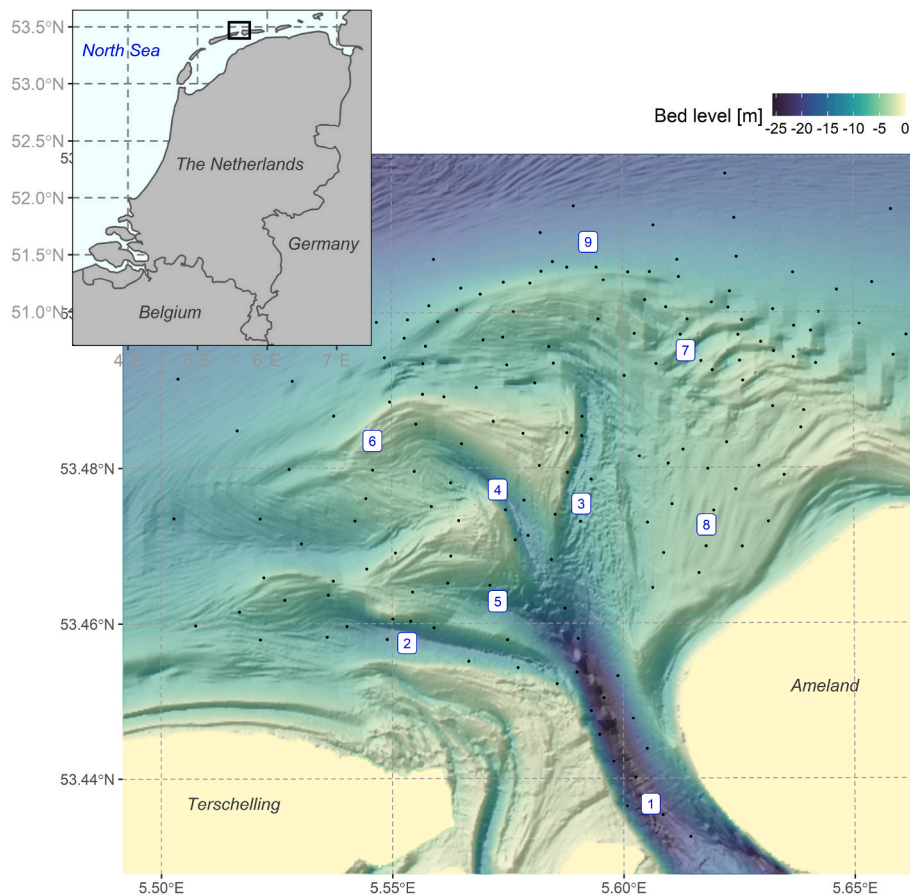 53.5°N
North Sea
53.0°N
Bed level [m]
-25 -20 -15 -10 -5 0
52.5°N
53
The Netherlands
52.0°N
9
51.5°N
Germany
51.0°N
Belgium
4°E 5°E 6°E 7°E
7
6
53.48°N
4
3
8
5
53.46°N
2
Ameland
53.44°N
Terschelling
1
5.50°E 5.55°E 5.60°E 5.65°E